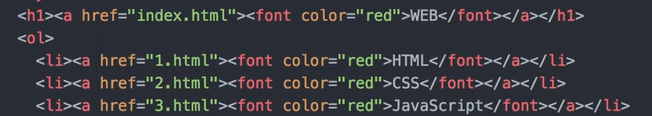 <h1><a href="index.html"><font color="red">WEB</font></a></h1>
<ol>
<li><a href="1.html"><font color="red">HTML</font></a></li>
<li><a href="2.html"><font color="red">CSS</font></a></li>
<li><a href="3.html"><font color="red">JavaScript</font></a></li>